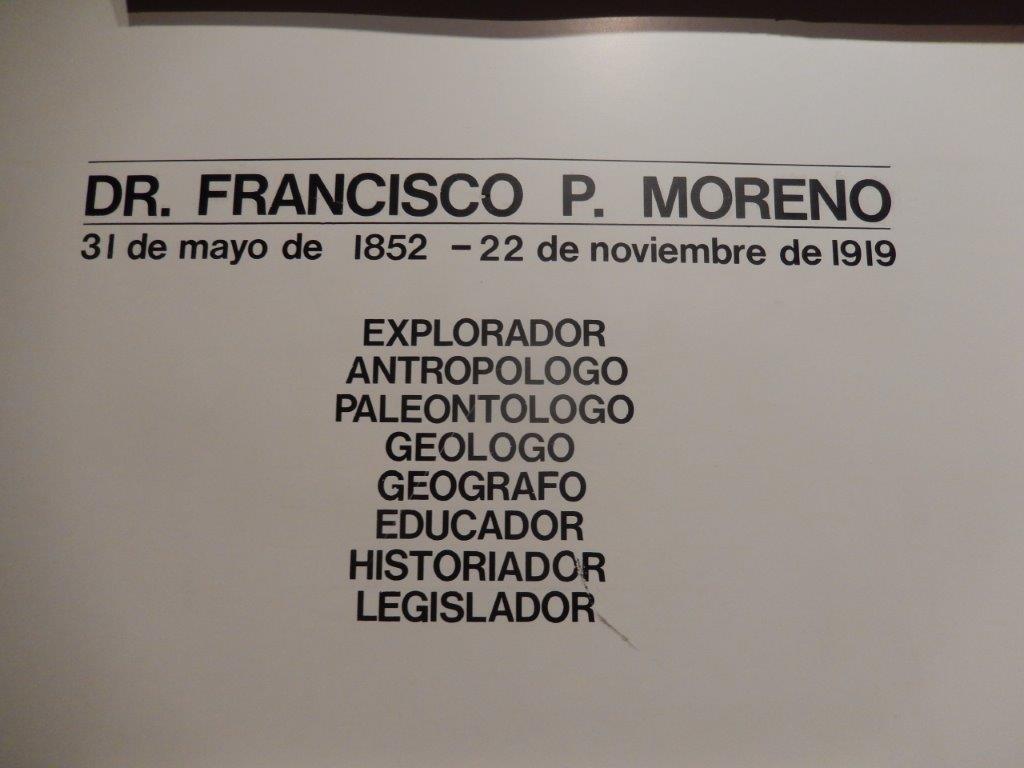 DR. FRANCISCO P. MORENO
31 de mayo de 1852 - 22 de noviembre de 1919
EXPLORADOR
ANTROPOLOGO
PALEONTOLOGO
GEOLOGO
GEOGRAFO
EDUCADOR
HISTORIADOR
LEGISLADOR